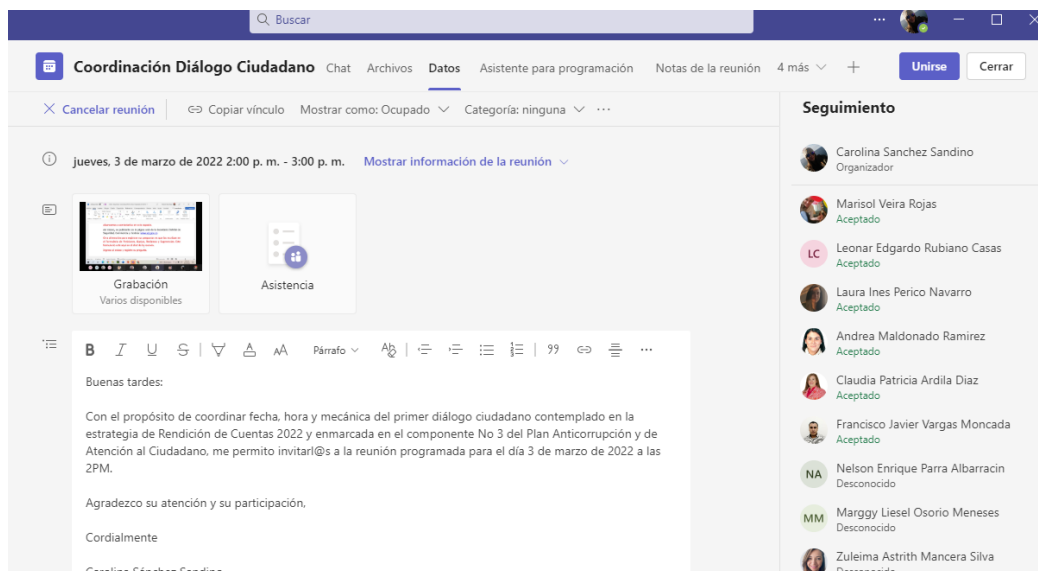 Buscar
Coordinación Diálogo Ciudadano Chat Archivos Datos Asistente para programación Notas de la reunión 4 más Unirse Cerrar
Cancelar reunión Copiar vínculo Mostrar como: Ocupado Categoría: ninguna
jueves, 3 de marzo de 2022 2:00 p. m. - 3:00 p. m. Mostrar información de la reunión
Grabación
Varios disponibles
Asistencia
B I U S A AA Párrafo Ab
Buenas tardes:
Con el propósito de coordinar fecha, hora y mecánica del primer diálogo ciudadano contemplado en la
estrategia de Rendición de Cuentas 2022 y enmarcada en el componente No 3 del Plan Anticorrupción y de
Atención al Ciudadano, me permito invitarl@s a la reunión programada para el día 3 de marzo de 2022 a las
2PM.
Agradezco su atención y su participación,
Cordialmente
Carolina Sánchez Sandino
Seguimiento
Carolina Sanchez Sandino
Organizador
Marisol Veira Rojas
Aceptado
LC
Leonar Edgardo Rubiano Casas
Aceptado
Laura Ines Perico Navarro
Aceptado
Andrea Maldonado Ramirez
Aceptado
Claudia Patricia Ardila Diaz
Aceptado
Francisco Javier Vargas Moncada
Aceptado
NA
Nelson Enrique Parra Albarracin
Desconocido
MM
Marggy Liesel Osorio Meneses
Desconocido
Zuleima Astrith Mancera Silva
Desconocido